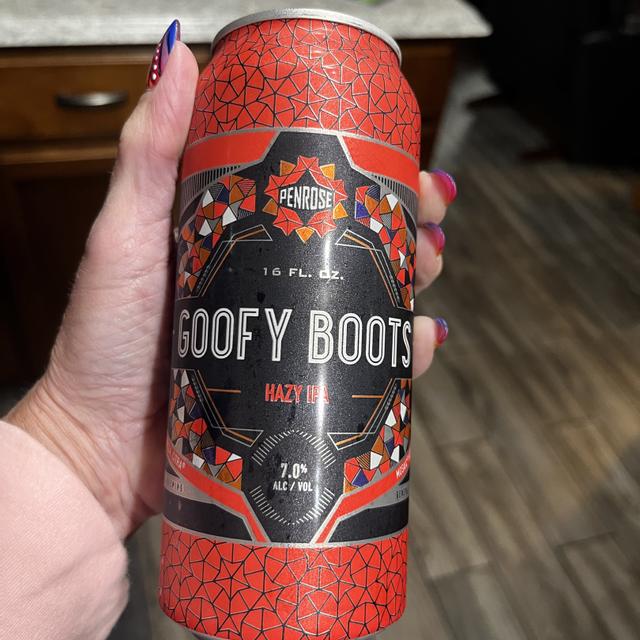 PENROSE
16 FL. OZ.
GOOFY BOOTS
HAZY IPA
7.0%
ALC / VOL